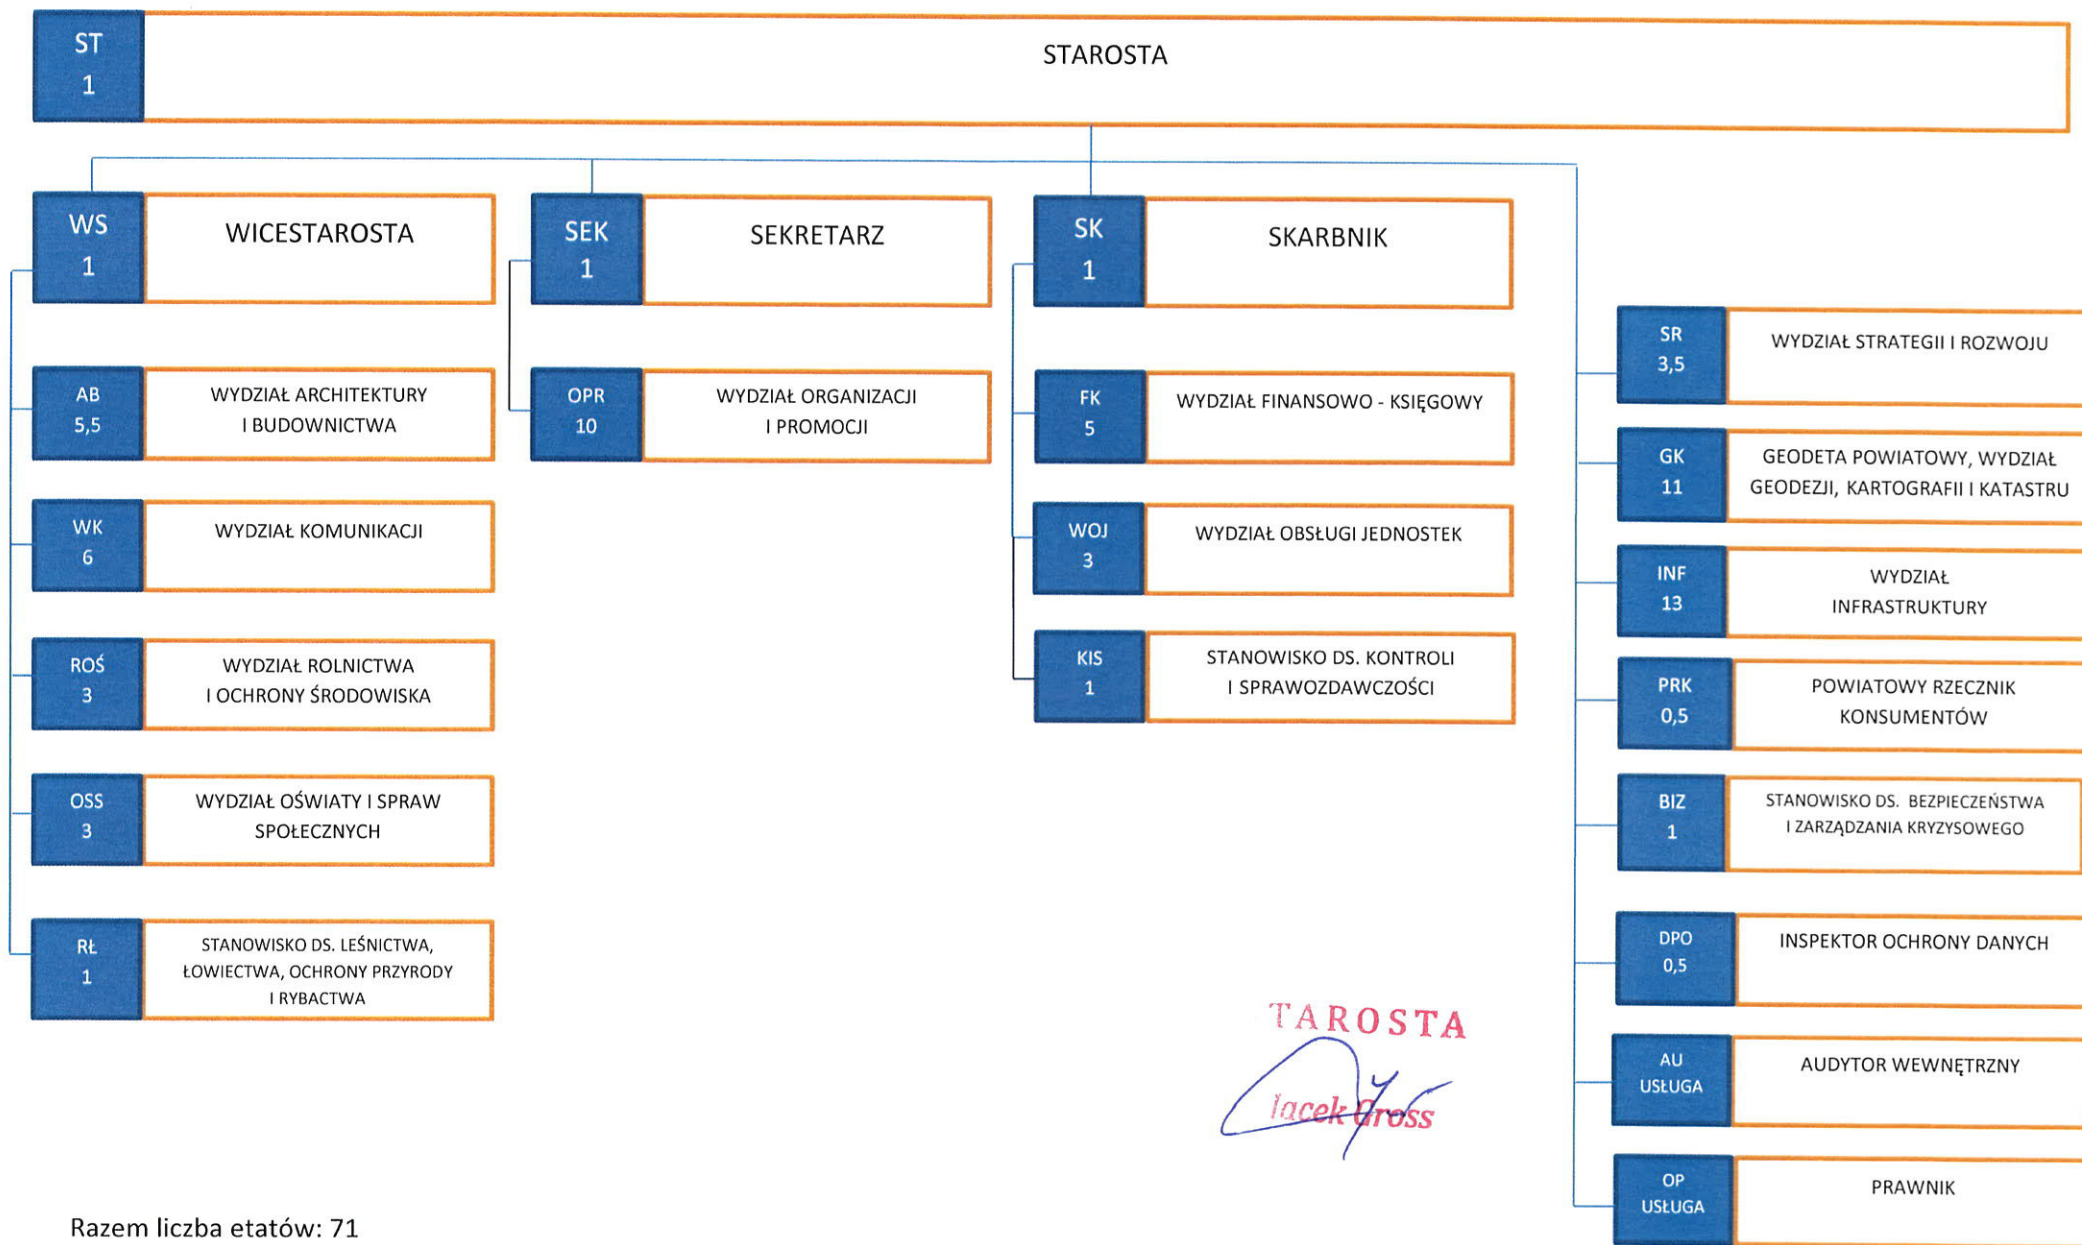 ST
1
STAROSTA
WS
1
WICESTAROSTA
SEK
1
SEKRETARZ
SK
1
SKARBNIK
AB
5,5
WYDZIAŁ ARCHITEKTURY
I BUDOWNICTWA
WK
6
WYDZIAŁ KOMUNIKACJI
ROŚ
3
WYDZIAŁ ROLNICTWA
I OCHRONY ŚRODOWISKA
OSS
3
WYDZIAŁ OŚWIATY I SPRAW
SPOŁECZNYCH
RŁ
1
STANOWISKO DS. LEŚNICTWA,
ŁOWIECTWA, OCHRONY PRZYRODY
I RYBACTWA
OPR
10
WYDZIAŁ ORGANIZACJI
I PROMOCJI
FK
5
WYDZIAŁ FINANSOWO - KSIĘGOWY
WOJ
3
WYDZIAŁ OBSŁUGI JEDNOSTEK
KIS
1
STANOWISKO DS. KONTROLI
I SPRAWOZDAWCZOŚCI
SR
3,5
WYDZIAŁ STRATEGII I ROZWOJU
GK
11
GEODETA POWIATOWY, WYDZIAŁ
GEODEZJI, KARTOGRAFII I KATASTRU
INF
13
WYDZIAŁ
INFRASTRUKTURY
PRK
0,5
POWIATOWY RZECZNIK
KONSUMENTÓW
BIZ
1
STANOWISKO DS. BEZPIECZEŃSTWA
I ZARZĄDZANIA KRYZYSOWEGO
DPO
0,5
INSPEKTOR OCHRONY DANYCH
AU
USŁUGA
AUDYTOR WEWNĘTRZNY
OP
USŁUGA
PRAWNIK
TAROSTA
Jacek Gross
Razem liczba etatów: 71